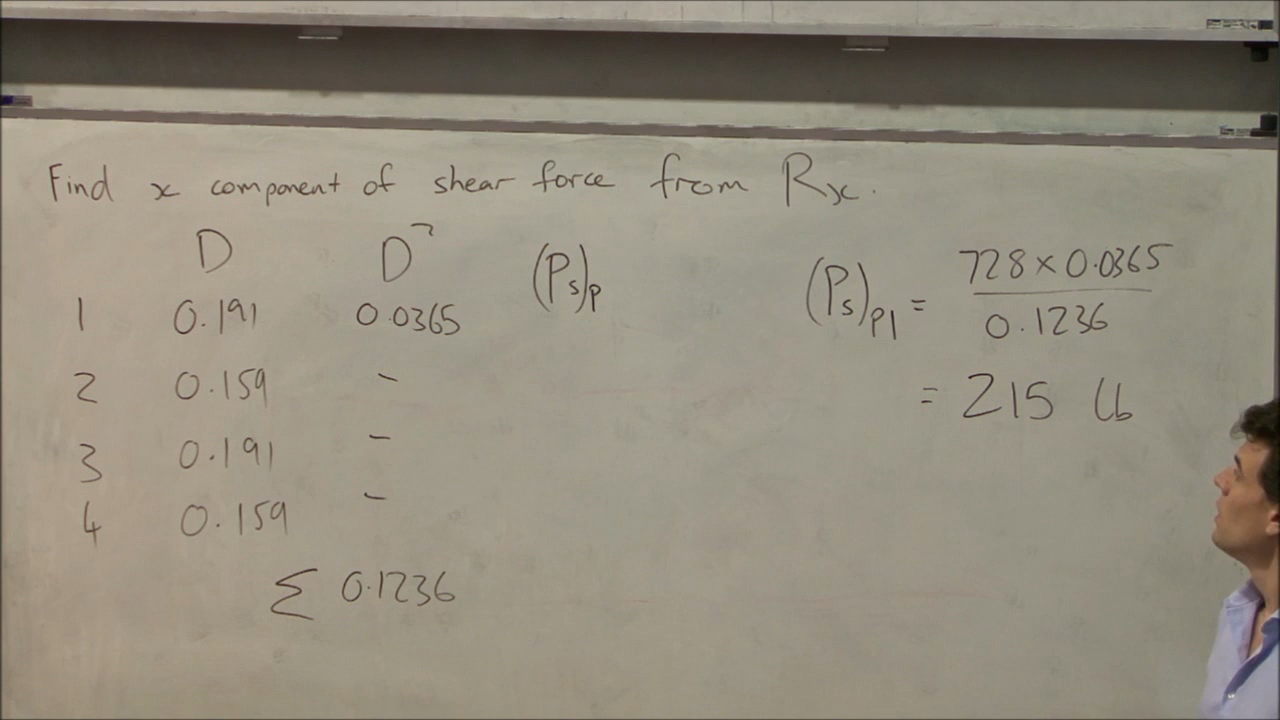 Find x component of shear force from Rx.
D D² (Ps)p
1 0.191 0.0365
2 0.159 -
3 0.191 -
4 0.159 -
Σ 0.1236
(Ps)p1 = 728 × 0.0365 / 0.1236
= 215 lb